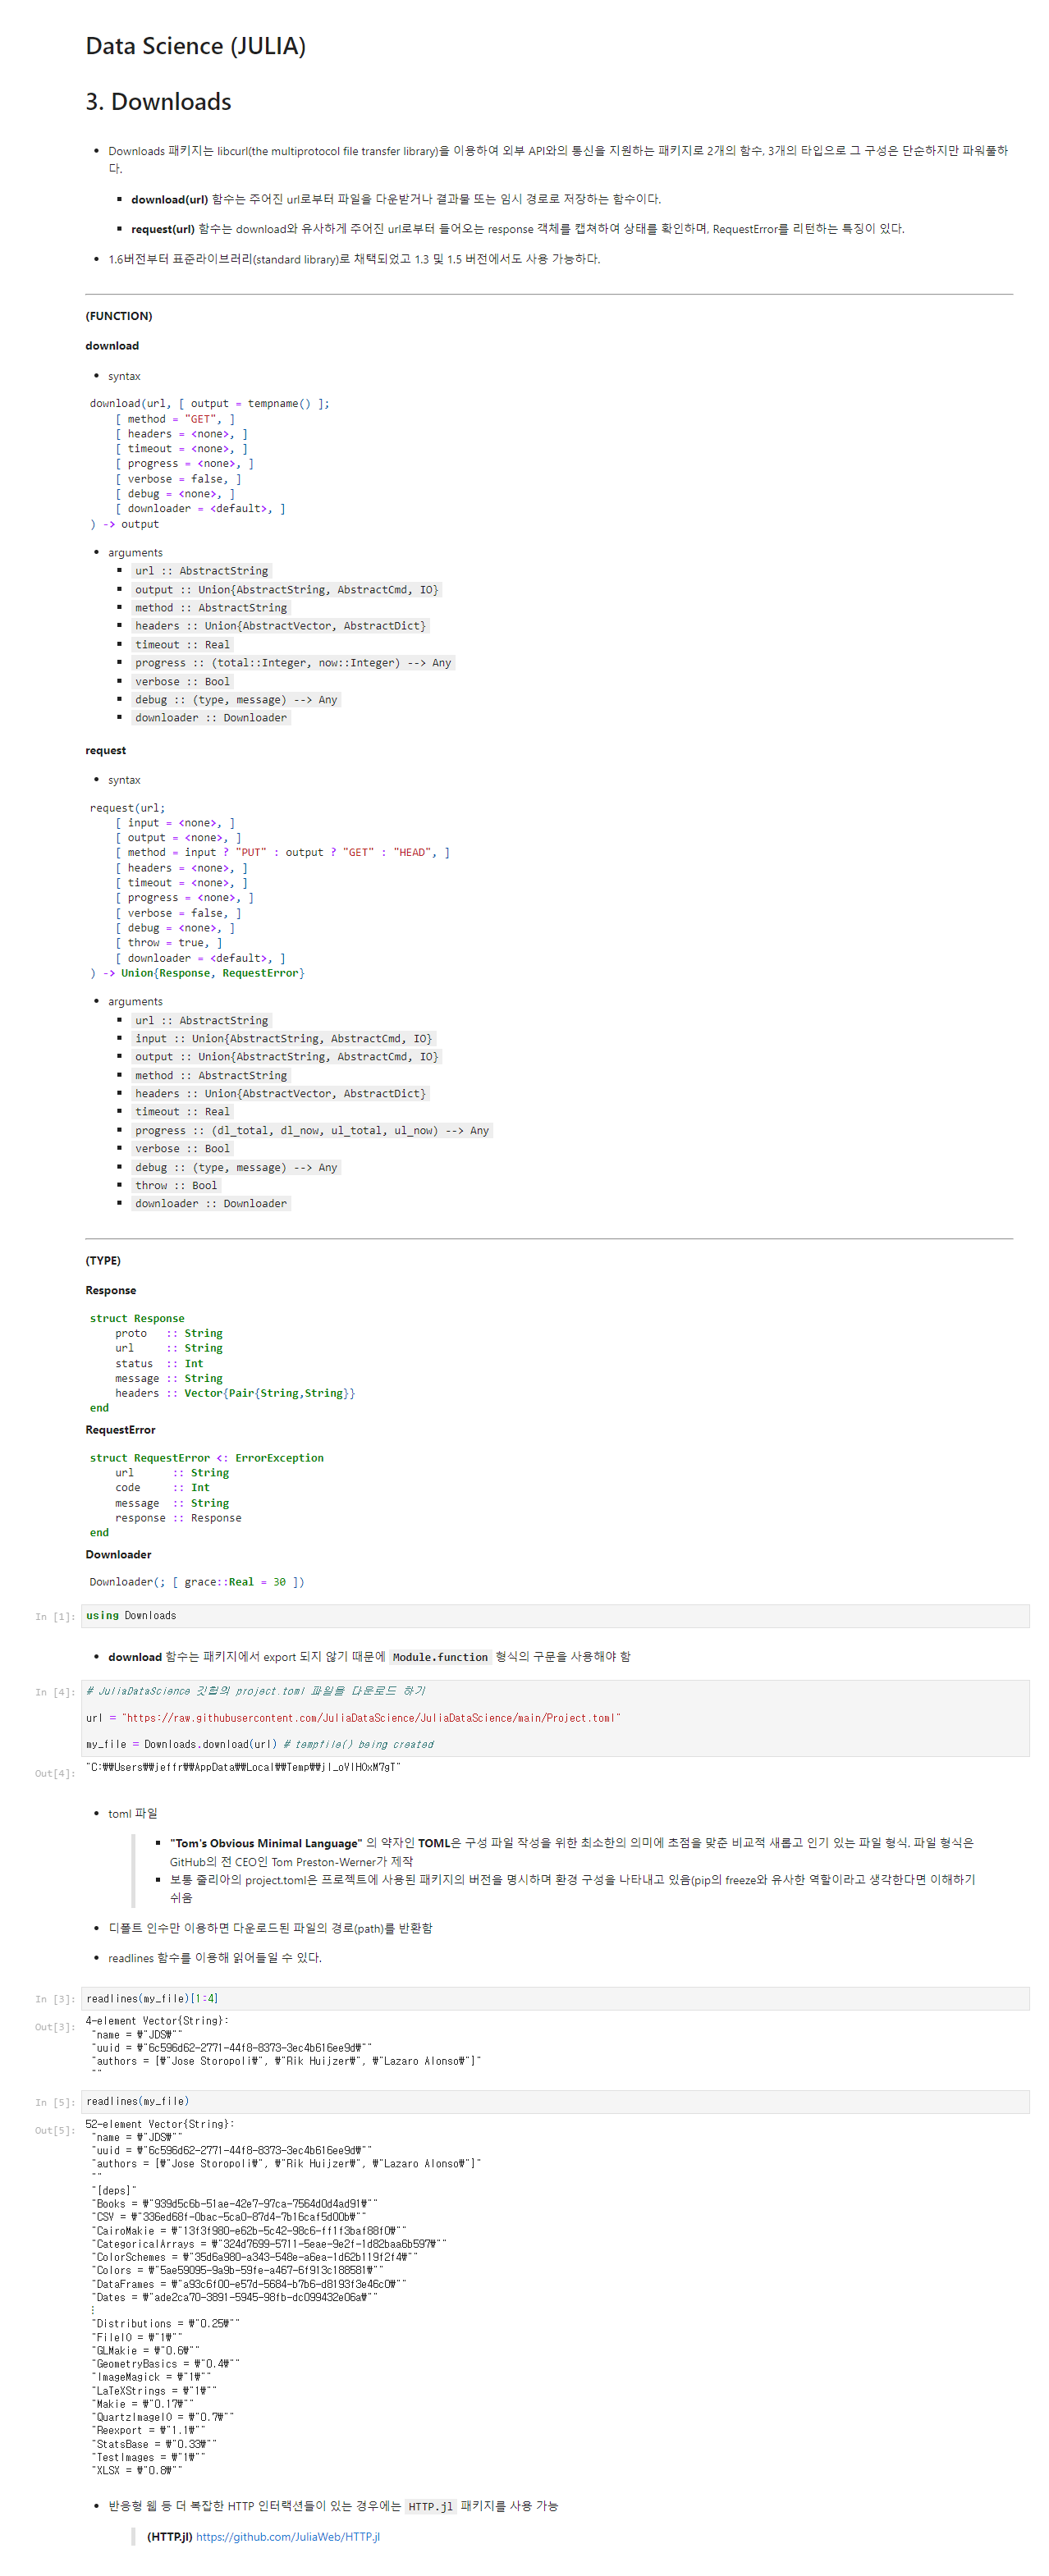 Data Science (JULIA)
3. Downloads
Downloads 패키지는 libcurl(the multiprotocol file transfer library)을 이용하여 외부 API와의 통신을 지원하는 패키지로 2개의 함수, 3개의 타입으로 그 구성은 단순하지만 파워풀하
다.
download(url) 함수는 주어진 url로부터 파일을 다운받거나 결과물 또는 임시 경로로 저장하는 함수이다.
request(url) 함수는 download와 유사하게 주어진 url로부터 들어오는 response 객체를 캡쳐하여 상태를 확인하며, RequestError를 리턴하는 특징이 있다.
1.6버전부터 표준라이브러리(standard library)로 채택되었고 1.3 및 1.5 버전에서도 사용 가능하다.
(FUNCTION)
download
syntax
download(url, [ output = tempname() ];
[ method = "GET", ]
[ headers = <none>, ]
[ timeout = <none>, ]
[ progress = <none>, ]
[ verbose = false, ]
[ debug = <none>, ]
[ downloader = <default>, ]
) -> output
arguments
url :: AbstractString
output :: Union{AbstractString, AbstractCmd, IO}
method :: AbstractString
headers :: Union{AbstractVector, AbstractDict}
timeout :: Real
progress :: (total::Integer, now::Integer) --> Any
verbose :: Bool
debug :: (type, message) --> Any
downloader :: Downloader
request
syntax
request(url;
[ input = <none>, ]
[ output = <none>, ]
[ method = input ? "PUT" : output ? "GET" : "HEAD", ]
[ headers = <none>, ]
[ timeout = <none>, ]
[ progress = <none>, ]
[ verbose = false, ]
[ debug = <none>, ]
[ throw = true, ]
[ downloader = <default>, ]
) -> Union{Response, RequestError}
arguments
url :: AbstractString
input :: Union{AbstractString, AbstractCmd, IO}
output :: Union{AbstractString, AbstractCmd, IO}
method :: AbstractString
headers :: Union{AbstractVector, AbstractDict}
timeout :: Real
progress :: (dl_total, dl_now, ul_total, ul_now) --> Any
verbose :: Bool
debug :: (type, message) --> Any
throw :: Bool
downloader :: Downloader
(TYPE)
Response
struct Response
proto :: String
url :: String
status :: Int
message :: String
headers :: Vector{Pair{String,String}}
end
RequestError
struct RequestError <: ErrorException
url :: String
code :: Int
message :: String
response :: Response
end
Downloader
Downloader(; [ grace::Real = 30 ])
In [1]: using Downloads
download 함수는 패키지에서 export 되지 않기 때문에 Module.function 형식의 구문을 사용해야 함
In [4]: # JuliaDataScience 깃헙의 project.toml 파일을 다운로드 하기
url = "https://raw.githubusercontent.com/JuliaDataScience/JuliaDataScience/main/Project.toml"
my_file = Downloads.download(url) # tempfile() being created
Out[4]: "C:₩₩Users₩₩jeffr₩₩AppData₩₩Local₩₩Temp₩₩jl_oVIHOxM7gT"
toml 파일
"Tom's Obvious Minimal Language" 의 약자인 TOML은 구성 파일 작성을 위한 최소한의 의미에 초점을 맞춘 비교적 새롭고 인기 있는 파일 형식. 파일 형식은
GitHub의 전 CEO인 Tom Preston-Werner가 제작
보통 줄리아의 project.toml은 프로젝트에 사용된 패키지의 버전을 명시하며 환경 구성을 나타내고 있음(pip의 freeze와 유사한 역할이라고 생각한다면 이해하기
쉬움
디폴트 인수만 이용하면 다운로드된 파일의 경로(path)를 반환함
readlines 함수를 이용해 읽어들일 수 있다.
In [3]: readlines(my_file)[1:4]
Out[3]: 4-element Vector{String}:
"name = ₩"JDS₩""
"uuid = ₩"6c596d62-2771-44f8-8373-3ec4b616ee9d₩""
"authors = [₩"Jose Storopoli₩", ₩"Rik Huijzer₩", ₩"Lazaro Alonso₩"]"
""
In [5]: readlines(my_file)
Out[5]: 52-element Vector{String}:
"name = ₩"JDS₩""
"uuid = ₩"6c596d62-2771-44f8-8373-3ec4b616ee9d₩""
"authors = [₩"Jose Storopoli₩", ₩"Rik Huijzer₩", ₩"Lazaro Alonso₩"]"
""
"[deps]"
"Books = ₩"939d5c6b-51ae-42e7-97ca-7564d0d4ad91₩""
"CSV = ₩"336ed68f-0bac-5ca0-87d4-7b16caf5d00b₩""
"CairoMakie = ₩"13f3f980-e62b-5c42-98c6-ff1f3baf88f0₩""
"CategoricalArrays = ₩"324d7699-5711-5eae-9e2f-1d82baa6b597₩""
"ColorSchemes = ₩"35d6a980-a343-548e-a6ea-1d62b119f2f4₩""
"Colors = ₩"5ae59095-9a9b-59fe-a467-6f913c188581₩""
"DataFrames = ₩"a93c6f00-e57d-5684-b7b6-d8193f3e46c0₩""
"Dates = ₩"ade2ca70-3891-5945-98fb-dc099432e06a₩""
⋮
"Distributions = ₩"0.25₩""
"FileIO = ₩"1₩""
"GLMakie = ₩"0.6₩""
"GeometryBasics = ₩"0.4₩""
"ImageMagick = ₩"1₩""
"LaTeXStrings = ₩"1₩""
"Makie = ₩"0.17₩""
"QuartzImageIO = ₩"0.7₩""
"Reexport = ₩"1.1₩""
"StatsBase = ₩"0.33₩""
"TestImages = ₩"1₩""
"XLSX = ₩"0.8₩""
반응형 웹 등 더 복잡한 HTTP 인터랙션들이 있는 경우에는 HTTP.jl 패키지를 사용 가능
(HTTP.jl) https://github.com/JuliaWeb/HTTP.jl